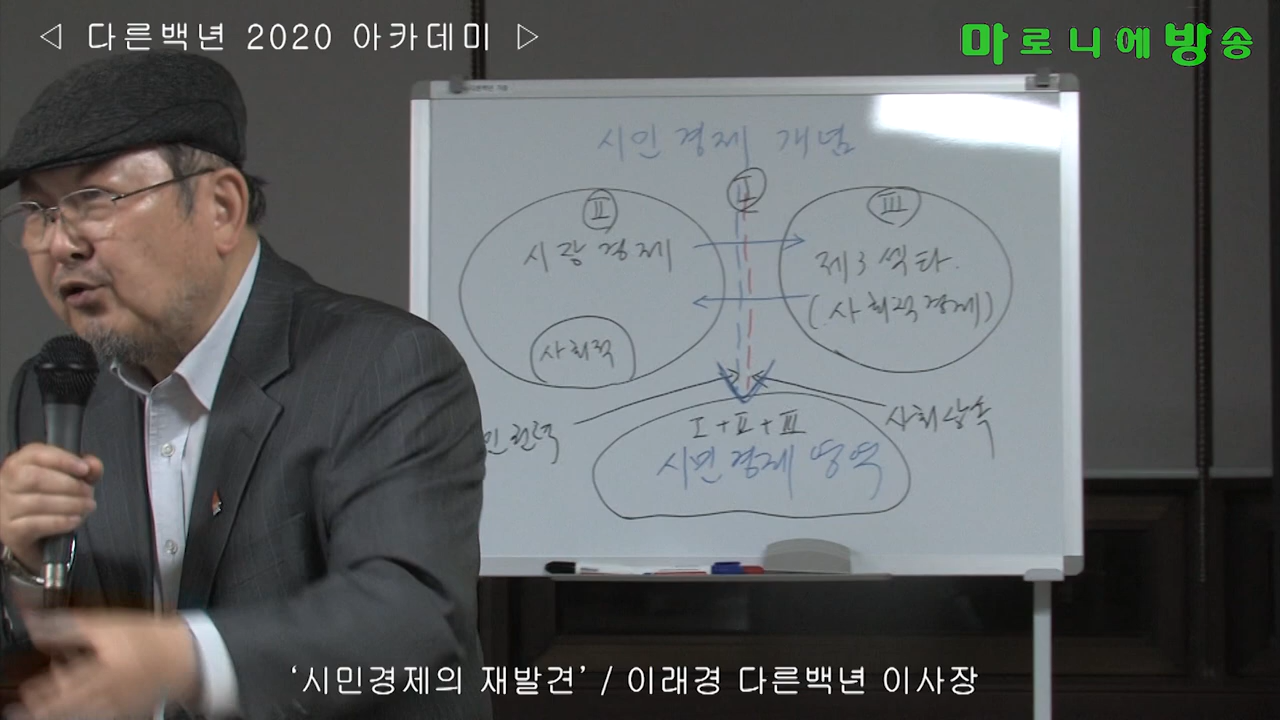 ◁ 다른백년 2020 아카데미 ▷
마로니에방송
시민경제 개념
Ⅰ
Ⅱ
시장경제
사회적
Ⅲ
제3섹타.
(사회적경제)
사회상속
Ⅰ+Ⅱ+Ⅲ
시민경제 영역
‘시민경제의 재발견’ / 이래경 다른백년 이사장